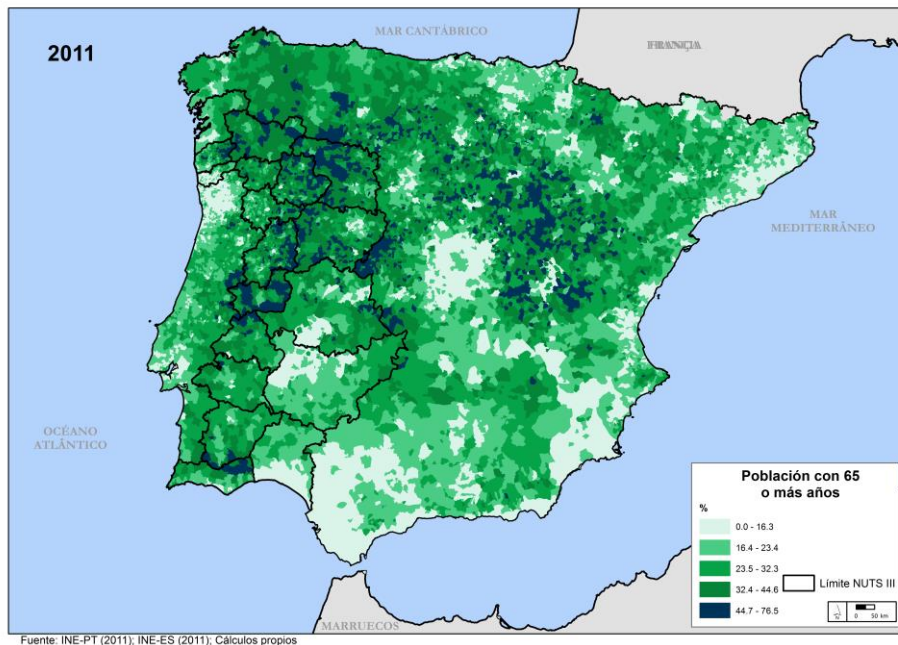 MAR CANTÁBRICO
FRANÇA
2011
MAR
MEDITERRÂNEO
OCÉANO
ATLÂNTICO
Población con 65
o más años
%
0.0 - 16.3
16.4 - 23.4
23.5 - 32.3
32.4 - 44.6
44.7 - 76.5
Límite NUTS III
0 50 km
MARRUECOS
Fuente: INE-PT (2011); INE-ES (2011); Cálculos propios